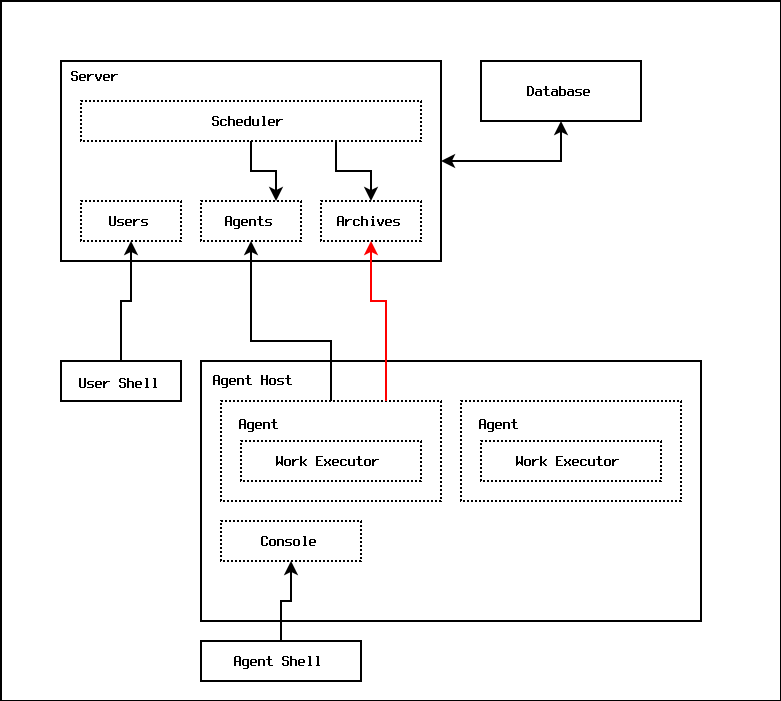 Server
Database
Scheduler
Users
Agents
Archives
User Shell
Agent Host
Agent
Agent
Work Executor
Work Executor
Console
Agent Shell